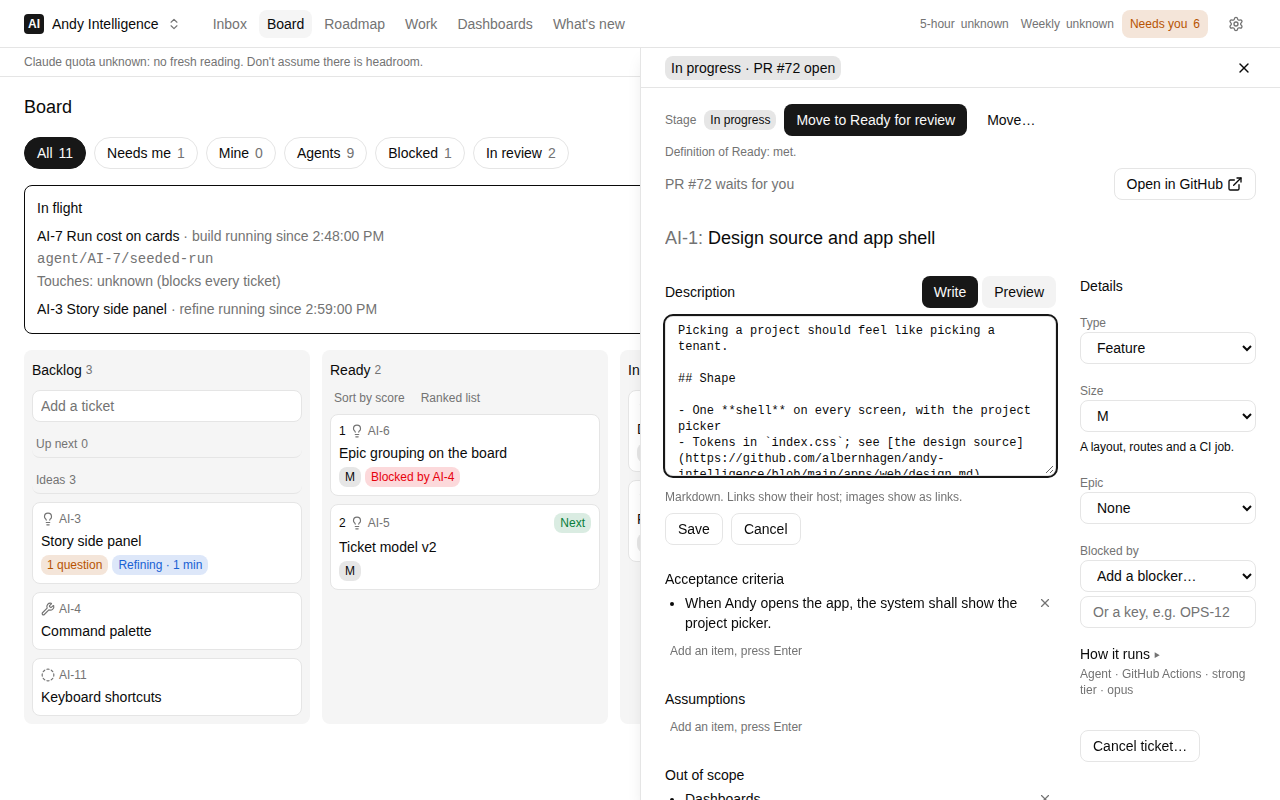 AI Andy Intelligence Inbox Board Roadmap Work Dashboards What's new 5-hour unknown Weekly unknown Needs you 6
Claude quota unknown: no fresh reading. Don't assume there is headroom.
Board
All 11 Needs me 1 Mine 0 Agents 9 Blocked 1 In review 2
In flight
AI-7 Run cost on cards · build running since 2:48:00 PM
agent/AI-7/seeded-run
Touches: unknown (blocks every ticket)
AI-3 Story side panel · refine running since 2:59:00 PM
Backlog 3
Add a ticket
Up next 0
Ideas 3
AI-3
Story side panel
1 question Refining · 1 min
AI-4
Command palette
AI-11
Keyboard shortcuts
Ready 2
Sort by score Ranked list
1 AI-6
Epic grouping on the board
M Blocked by AI-4
2 AI-5 Next
Ticket model v2
M
In
In progress · PR #72 open
Stage In progress Move to Ready for review Move…
Definition of Ready: met.
PR #72 waits for you Open in GitHub
AI-1: Design source and app shell
Description Write Preview
Picking a project should feel like picking a
tenant.
## Shape
- One **shell** on every screen, with the project
picker
- Tokens in `index.css`; see [the design source]
(https://github.com/albernhagen/andy-
intelligence/blob/main/apps/web/design.md)
Markdown. Links show their host; images show as links.
Save Cancel
Acceptance criteria
• When Andy opens the app, the system shall show the
project picker.
Add an item, press Enter
Assumptions
Add an item, press Enter
Out of scope
• Dashboards
Details
Type
Feature
Size
M
A layout, routes and a CI job.
Epic
None
Blocked by
Add a blocker…
Or a key, e.g. OPS-12
How it runs ▸
Agent · GitHub Actions · strong
tier · opus
Cancel ticket…